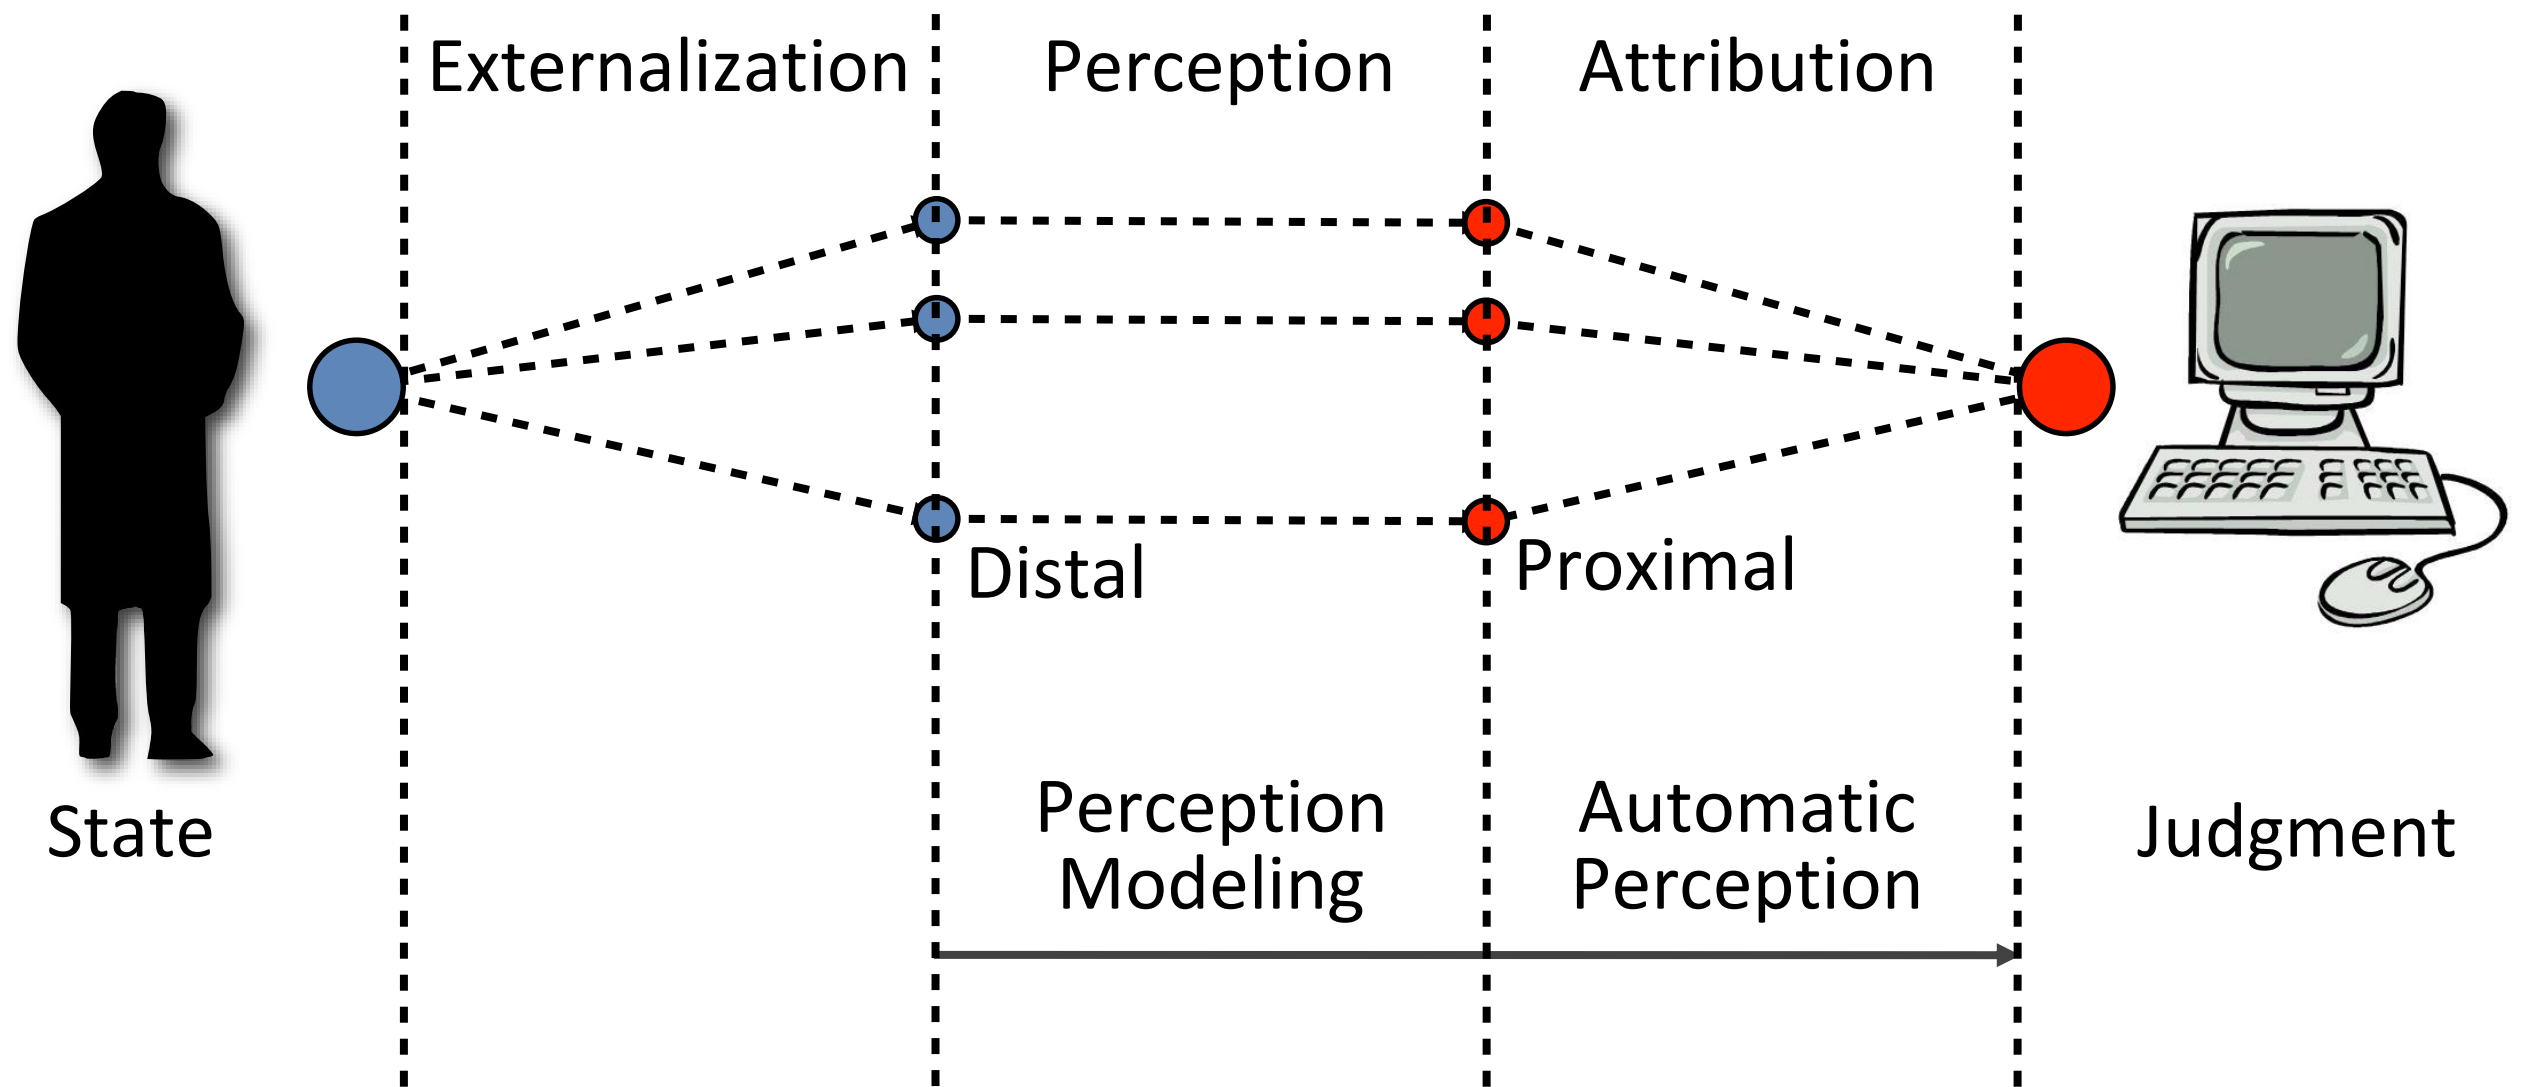 Externalization
Perception
Attribution
Distal
Proximal
State
Perception
Modeling
Automatic
Perception
Judgment